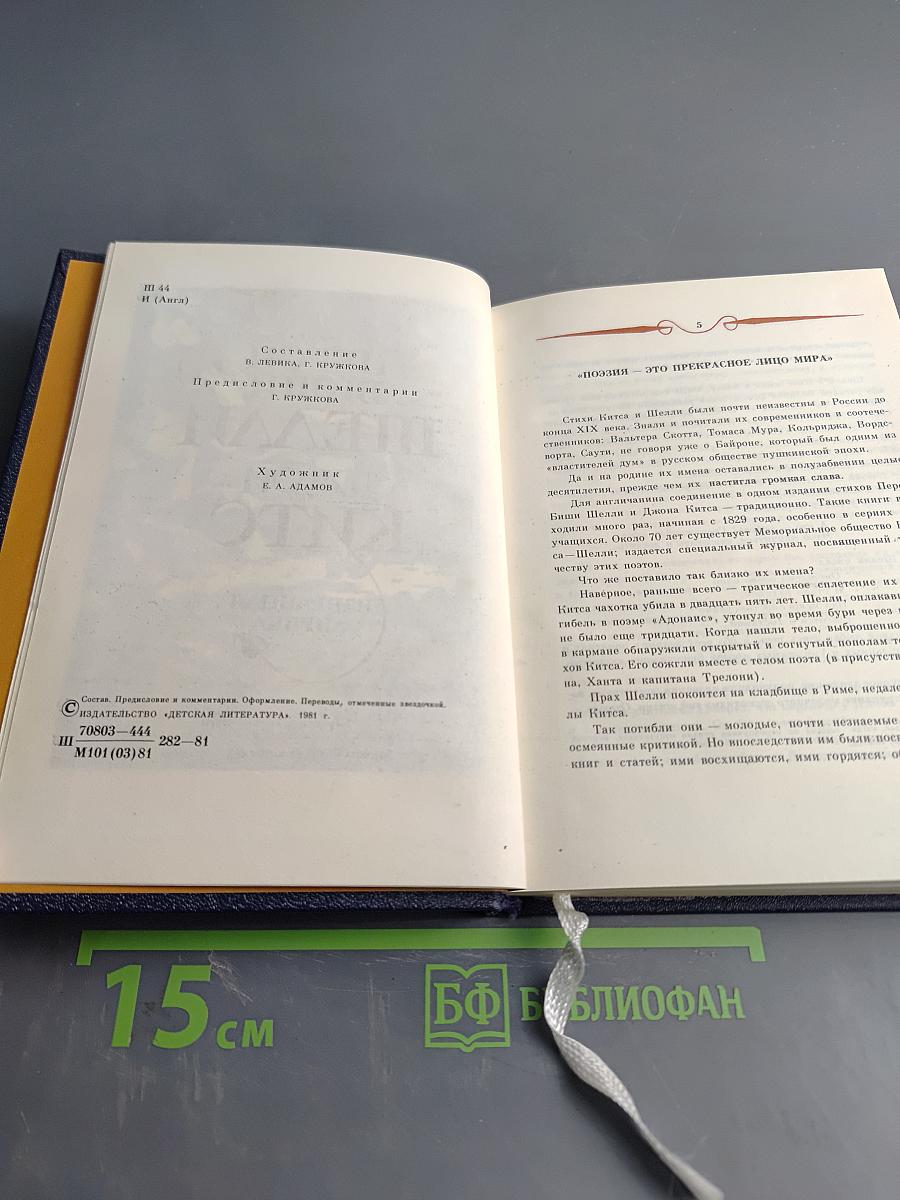 Ш 44
И (Англ)
Составление
В. ЛЕВИКА, Г. КРУЖКОВА
Предисловие и комментарии
Г. КРУЖКОВА
Художник
Е. А. АДАМОВ
© Состав. Предисловие и комментарии. Оформление. Переводы, отмеченные звездочкой.
ИЗДАТЕЛЬСТВО «ДЕТСКАЯ ЛИТЕРАТУРА». 1981 г.
Ш 70803—444 282—81
М101(03)81
5
«ПОЭЗИЯ — ЭТО ПРЕКРАСНОЕ ЛИЦО МИРА»
Стихи Китса и Шелли были почти неизвестны в России до
конца XIX века. Знали и почитали их современников и соотече-
ственников: Вальтера Скотта, Томаса Мура, Кольриджа, Вордс-
ворта, Саути, не говоря уже о Байроне, который был одним из
«властителей дум» в русском обществе пушкинской эпохи.
Да и на родине их имена оставались в полузабвении целые
десятилетия, прежде чем их настигла громкая слава.
Для англичанина соединение в одном издании стихов Пер
Биши Шелли и Джона Китса — традиционно. Такие книги в
ходили много раз, начиная с 1829 года, особенно в сериях
учащихся. Около 70 лет существует Мемориальное общество
са—Шелли; издается специальный журнал, посвященный
честву этих поэтов.
Что же поставило так близко их имена?
Наверное, раньше всего — трагическое сплетение их
Китса чахотка убила в двадцать пять лет. Шелли, оплакав
гибель в поэме «Адонаис», утонул во время бури через
не было еще тридцати. Когда нашли тело, выброшенно
в кармане обнаружили открытый и согнутый пополам то
хов Китса. Его сожгли вместе с телом поэта (в присутств
на, Ханта и капитана Трелони).
Прах Шелли покоится на кладбище в Риме, недале
лы Китса.
Так погибли они — молодые, почти незнаемые
осмеянные критикой. Но впоследствии им были посв
книг и статей; ими восхищаются, ими гордятся; об
15 см
БФ БИБЛИОФАН